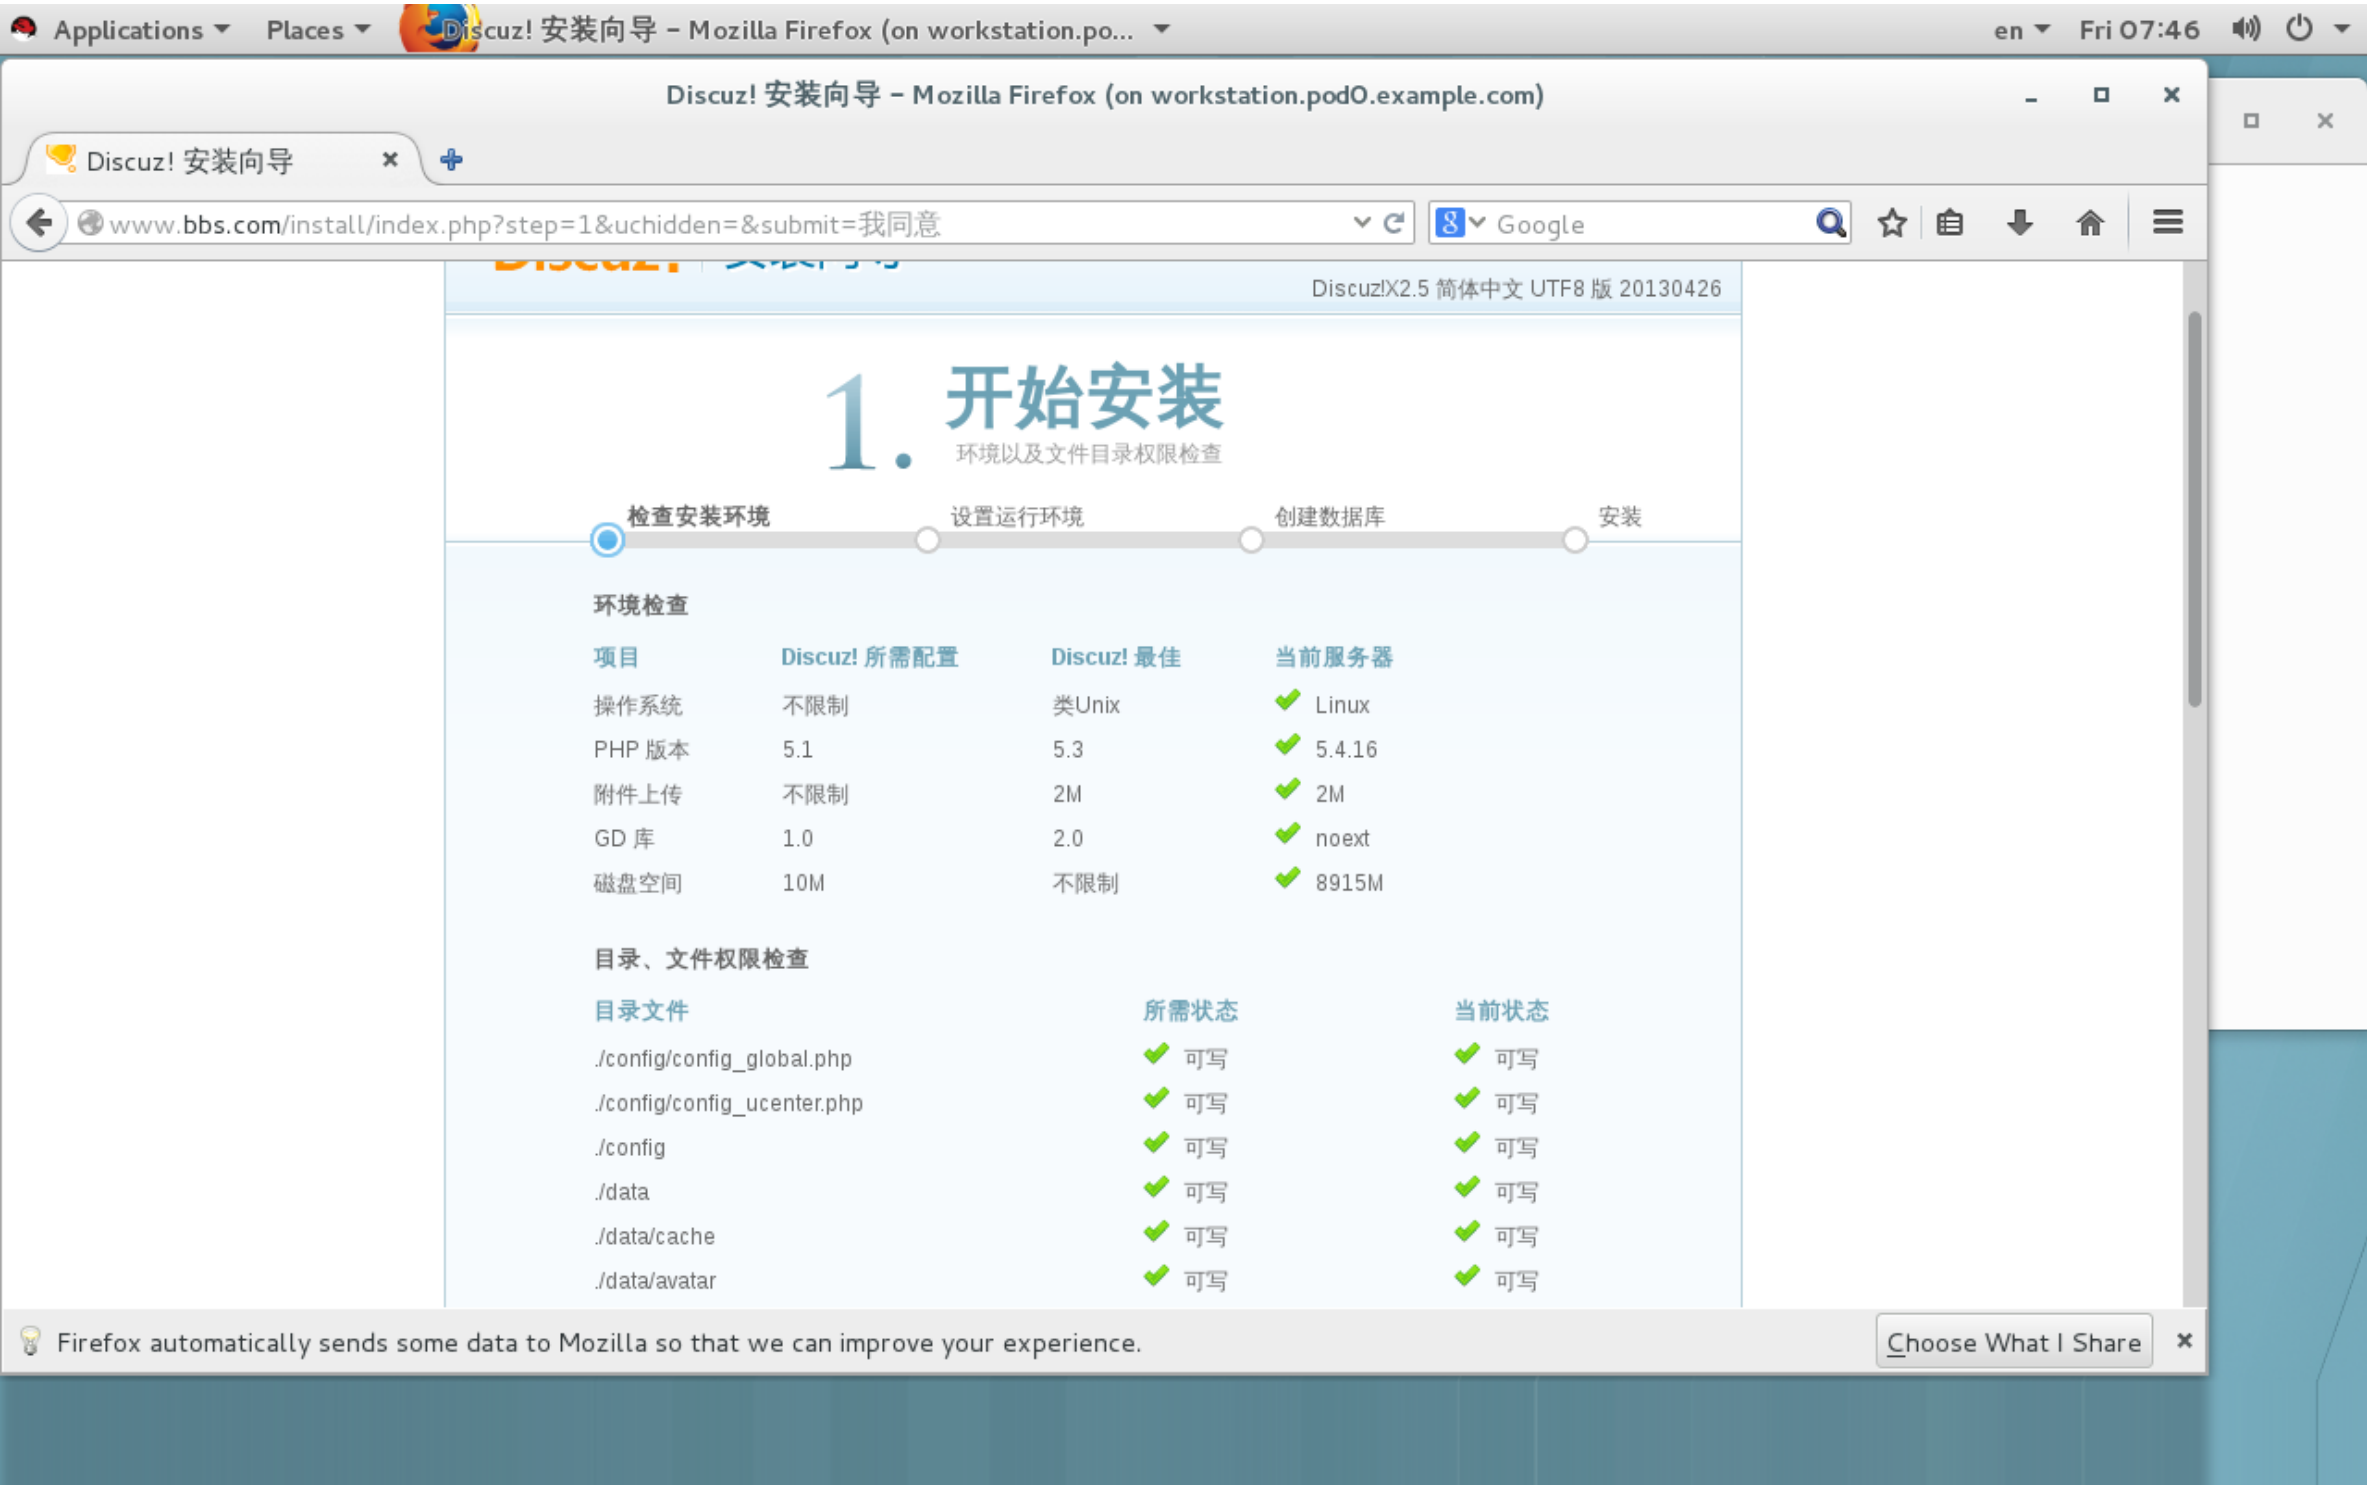 Applications Places Discuz! 安装向导 – Mozilla Firefox (on workstation.po... en Fri 07:46
Discuz! 安装向导 – Mozilla Firefox (on workstation.pod0.example.com)
Discuz! 安装向导
www.bbs.com/install/index.php?step=1&uchidden=&submit=我同意 8 Google
Discuz! 安装向导
Discuz!X2.5 简体中文 UTF8 版 20130426
1. 开始安装
环境以及文件目录权限检查
检查安装环境 设置运行环境 创建数据库 安装
环境检查
项目 Discuz! 所需配置 Discuz! 最佳 当前服务器
操作系统 不限制 类Unix Linux
PHP 版本 5.1 5.3 5.4.16
附件上传 不限制 2M 2M
GD 库 1.0 2.0 noext
磁盘空间 10M 不限制 8915M
目录、文件权限检查
目录文件 所需状态 当前状态
./config/config_global.php 可写 可写
./config/config_ucenter.php 可写 可写
./config 可写 可写
./data 可写 可写
./data/cache 可写 可写
./data/avatar 可写 可写
Firefox automatically sends some data to Mozilla so that we can improve your experience. Choose What I Share